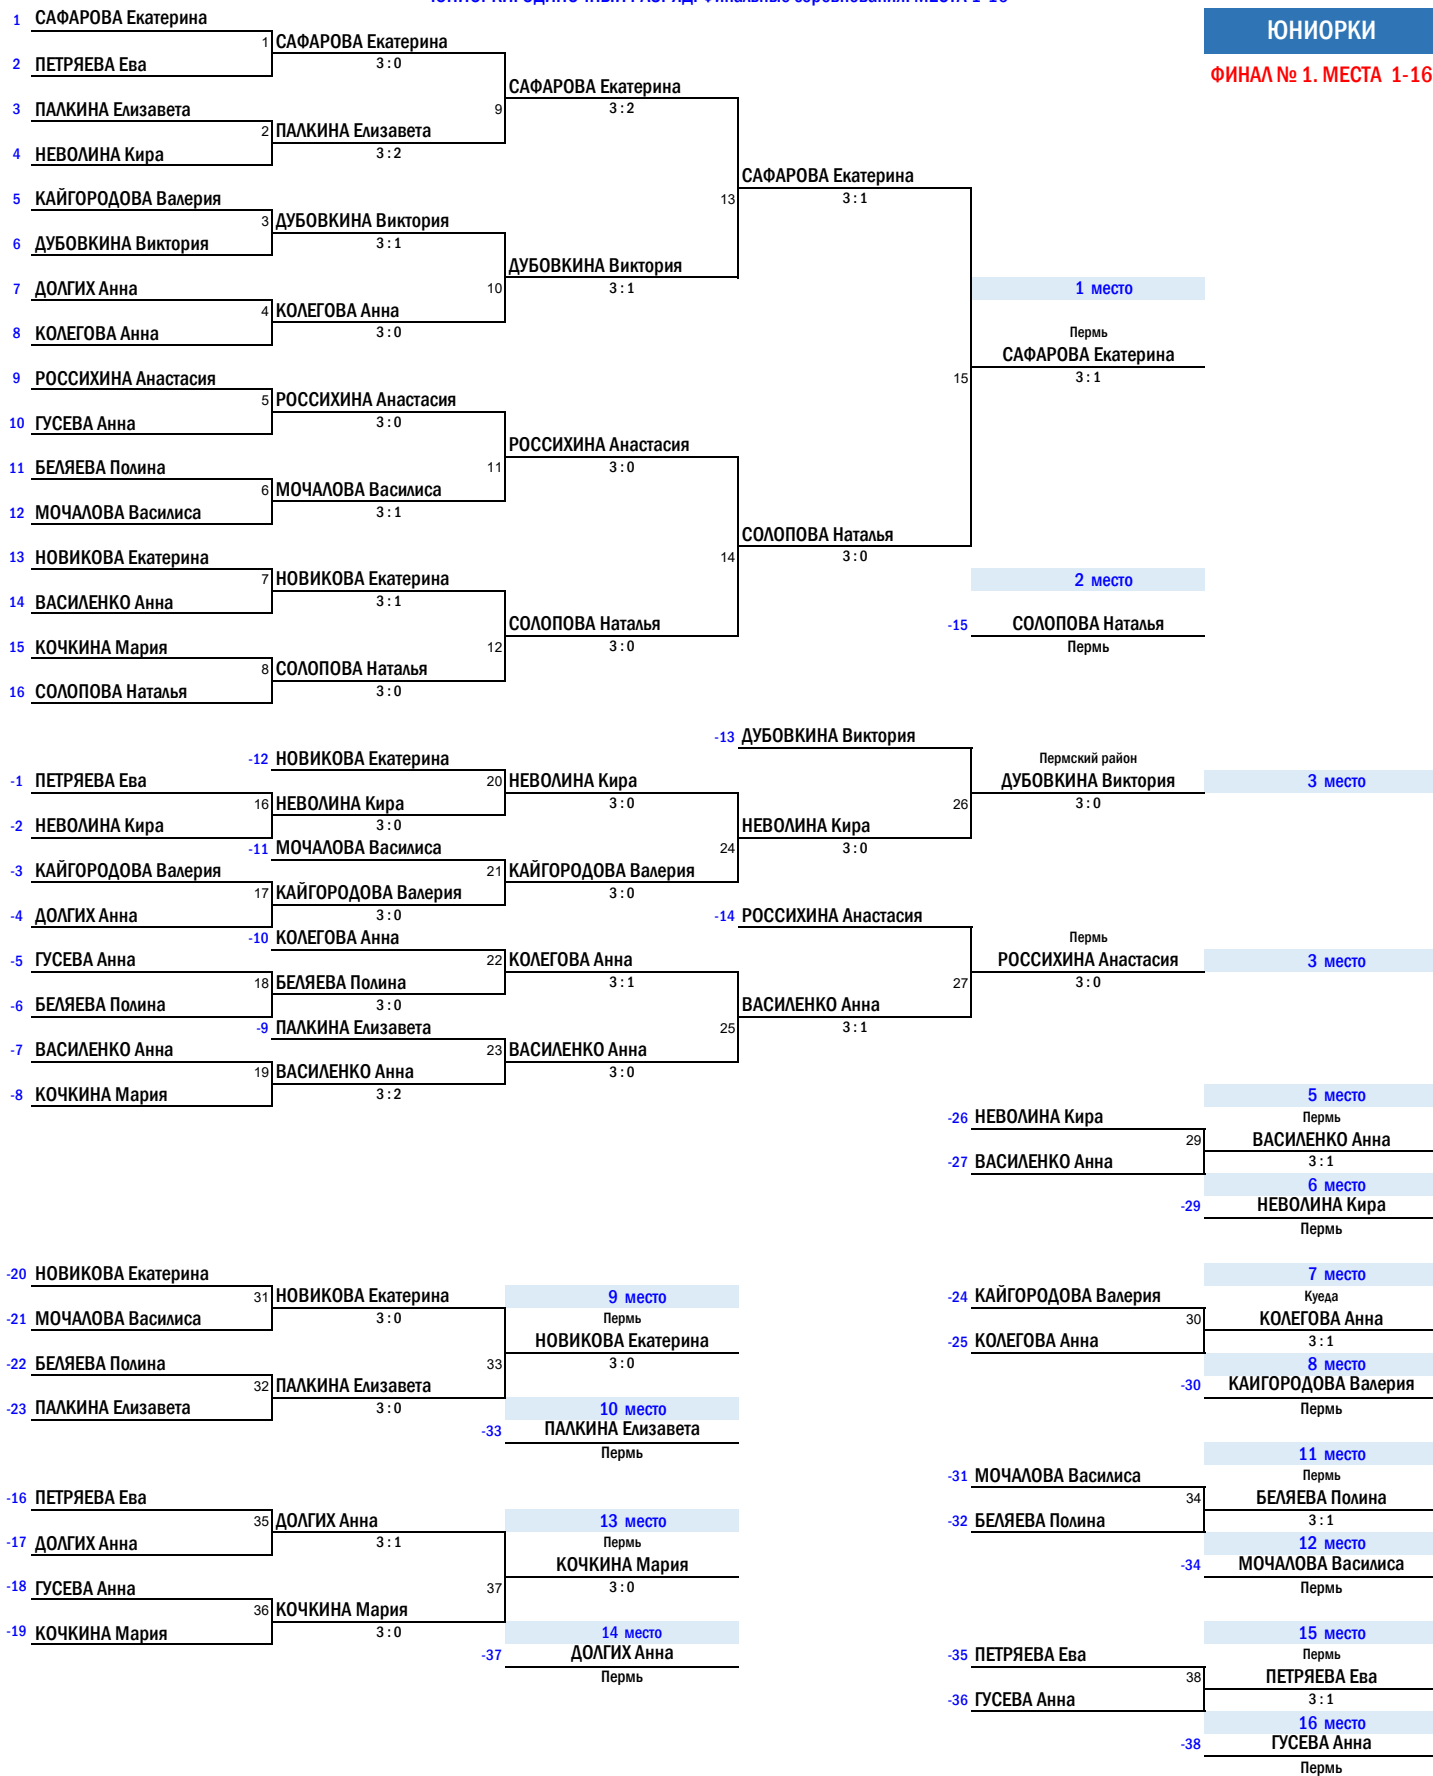 ЮНИОРКИ
ФИНАЛ № 1. МЕСТА 1-16
1 САФАРОВА Екатерина
1 САФАРОВА Екатерина
3 : 0
2 ПЕТРЯЕВА Ева
САФАРОВА Екатерина
3 : 2
3 ПАЛКИНА Елизавета
9
2 ПАЛКИНА Елизавета
3 : 2
4 НЕВОЛИНА Кира
САФАРОВА Екатерина
3 : 1
5 КАЙГОРОДОВА Валерия
13
3 ДУБОВКИНА Виктория
3 : 1
6 ДУБОВКИНА Виктория
ДУБОВКИНА Виктория
3 : 1
7 ДОЛГИХ Анна
10
1 место
4 КОЛЕГОВА Анна
3 : 0
8 КОЛЕГОВА Анна
Пермь
САФАРОВА Екатерина
3 : 1
9 РОССИХИНА Анастасия
15
5 РОССИХИНА Анастасия
3 : 0
10 ГУСЕВА Анна
РОССИХИНА Анастасия
3 : 0
11 БЕЛЯЕВА Полина
11
6 МОЧАЛОВА Василиса
3 : 1
12 МОЧАЛОВА Василиса
СОЛОПОВА Наталья
3 : 0
13 НОВИКОВА Екатерина
14
7 НОВИКОВА Екатерина
3 : 1
2 место
14 ВАСИЛЕНКО Анна
СОЛОПОВА Наталья
3 : 0
-15 СОЛОПОВА Наталья
Пермь
15 КОЧКИНА Мария
12
8 СОЛОПОВА Наталья
3 : 0
16 СОЛОПОВА Наталья
-13 ДУБОВКИНА Виктория
-12 НОВИКОВА Екатерина
Пермский район
-1 ПЕТРЯЕВА Ева
20 НЕВОЛИНА Кира
3 : 0
ДУБОВКИНА Виктория
3 : 0
3 место
16 НЕВОЛИНА Кира
3 : 0
26
-2 НЕВОЛИНА Кира
НЕВОЛИНА Кира
3 : 0
-11 МОЧАЛОВА Василиса
24
-3 КАЙГОРОДОВА Валерия
21 КАЙГОРОДОВА Валерия
3 : 0
17 КАЙГОРОДОВА Валерия
3 : 0
-4 ДОЛГИХ Анна
-14 РОССИХИНА Анастасия
-10 КОЛЕГОВА Анна
Пермь
-5 ГУСЕВА Анна
22 КОЛЕГОВА Анна
3 : 1
РОССИХИНА Анастасия
3 : 0
3 место
18 БЕЛЯЕВА Полина
3 : 0
27
-6 БЕЛЯЕВА Полина
ВАСИЛЕНКО Анна
3 : 1
-9 ПАЛКИНА Елизавета
25
-7 ВАСИЛЕНКО Анна
23 ВАСИЛЕНКО Анна
3 : 0
19 ВАСИЛЕНКО Анна
3 : 2
-8 КОЧКИНА Мария
5 место
-26 НЕВОЛИНА Кира
Пермь
29 ВАСИЛЕНКО Анна
3 : 1
-27 ВАСИЛЕНКО Анна
6 место
-29 НЕВОЛИНА Кира
Пермь
-20 НОВИКОВА Екатерина
31 НОВИКОВА Екатерина
3 : 0
-21 МОЧАЛОВА Василиса
9 место
Пермь
НОВИКОВА Екатерина
3 : 0
-22 БЕЛЯЕВА Полина
33
32 ПАЛКИНА Елизавета
3 : 0
-23 ПАЛКИНА Елизавета
10 место
-33 ПАЛКИНА Елизавета
Пермь
7 место
-24 КАЙГОРОДОВА Валерия
Куеда
30 КОЛЕГОВА Анна
3 : 1
-25 КОЛЕГОВА Анна
8 место
-30 КАЙГОРОДОВА Валерия
Пермь
11 место
-31 МОЧАЛОВА Василиса
Пермь
34 БЕЛЯЕВА Полина
3 : 1
-32 БЕЛЯЕВА Полина
12 место
-34 МОЧАЛОВА Василиса
Пермь
-16 ПЕТРЯЕВА Ева
35 ДОЛГИХ Анна
3 : 1
-17 ДОЛГИХ Анна
13 место
Пермь
КОЧКИНА Мария
3 : 0
-18 ГУСЕВА Анна
37
36 КОЧКИНА Мария
3 : 0
-19 КОЧКИНА Мария
14 место
-37 ДОЛГИХ Анна
Пермь
15 место
-35 ПЕТРЯЕВА Ева
Пермь
38 ПЕТРЯЕВА Ева
3 : 1
-36 ГУСЕВА Анна
16 место
-38 ГУСЕВА Анна
Пермь